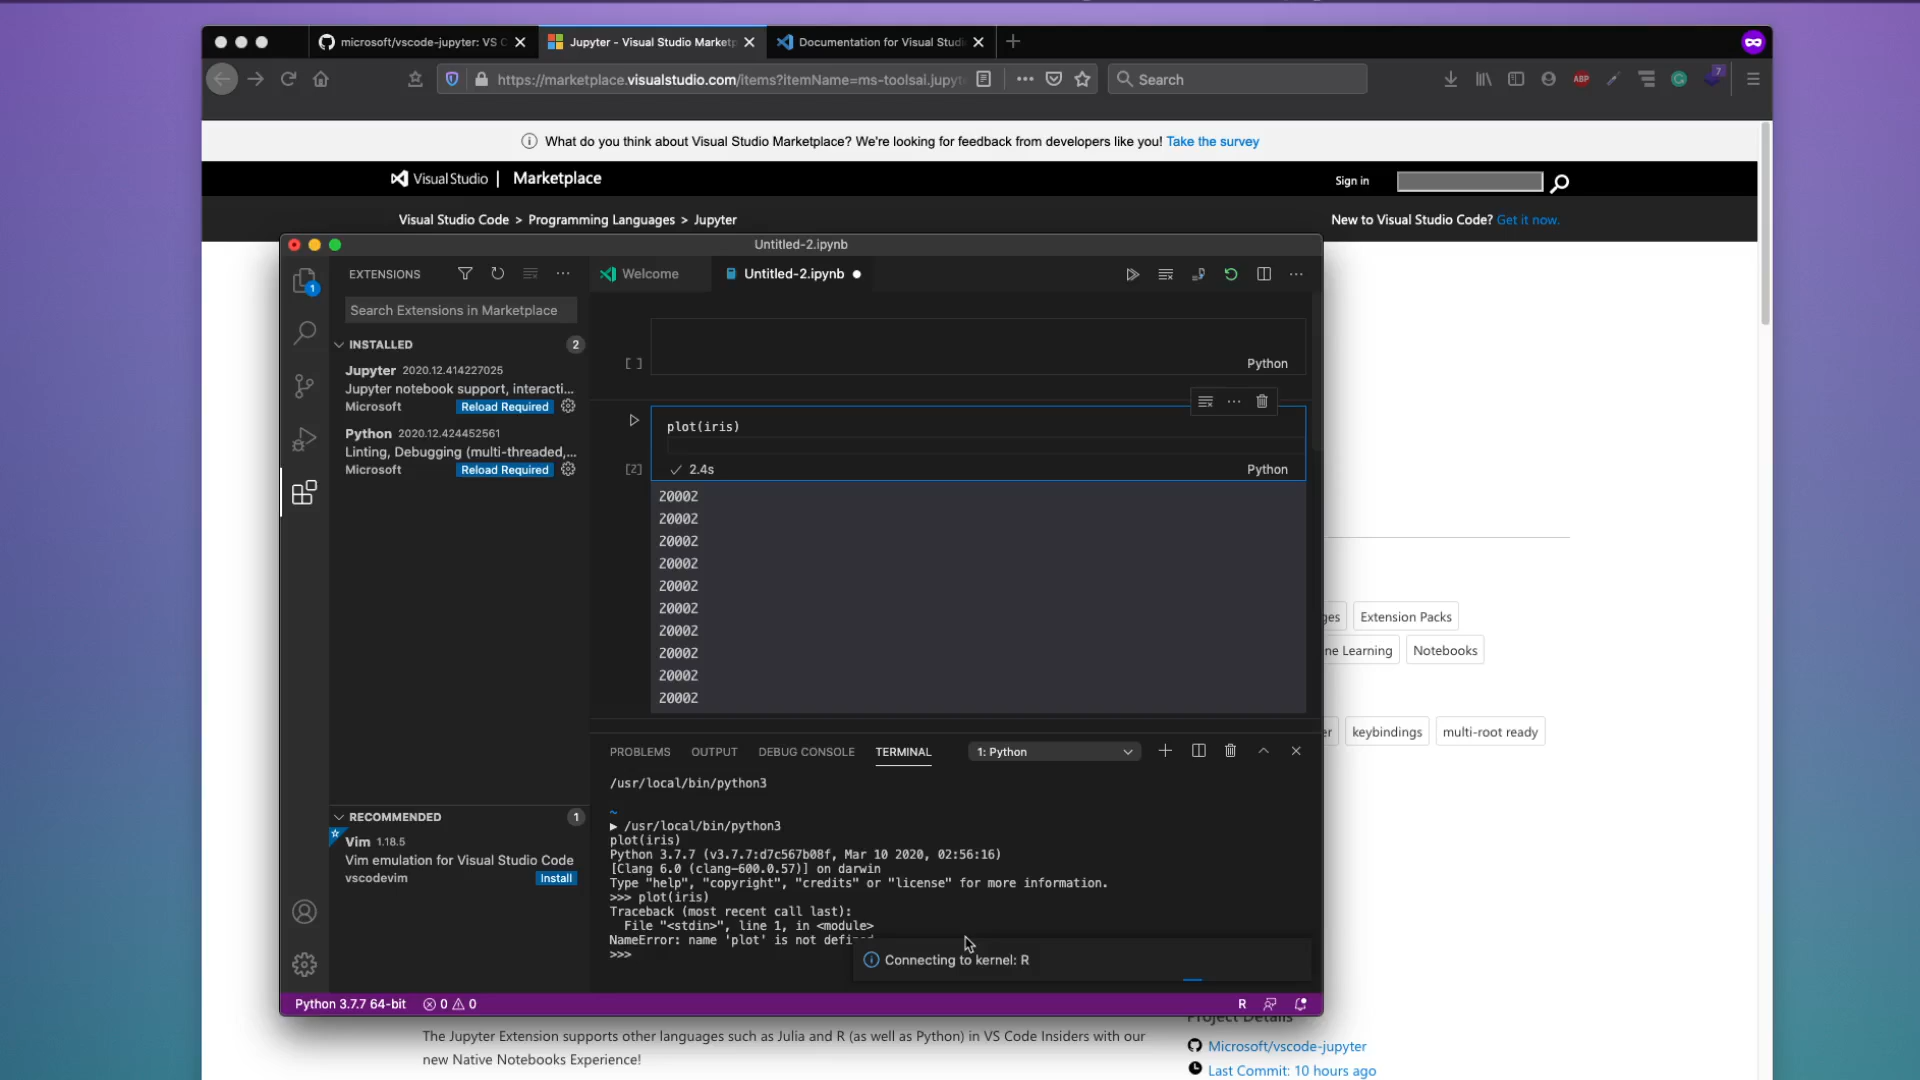 microsoft/vscode-jupyter: VS C
Jupyter - Visual Studio Marketp
Documentation for Visual Studi
https://marketplace.visualstudio.com/items?itemName=ms-toolsai.jupyt
Search
ABP
7
What do you think about Visual Studio Marketplace? We're looking for feedback from developers like you! Take the survey
Visual Studio | Marketplace
Sign in
Visual Studio Code > Programming Languages > Jupyter
New to Visual Studio Code? Get it now.
Untitled-2.ipynb
EXTENSIONS
Welcome
Untitled-2.ipynb
1
Search Extensions in Marketplace
INSTALLED
2
Jupyter 2020.12.414227025
Jupyter notebook support, interacti...
Microsoft
Reload Required
Python 2020.12.424452561
Linting, Debugging (multi-threaded,...
Microsoft
Reload Required
[ ]
Python
plot(iris)
[2]
2.4s
Python
20002
20002
20002
20002
20002
20002
20002
20002
20002
20002
ges
Extension Packs
ne Learning
Notebooks
er
keybindings
multi-root ready
RECOMMENDED
1
Vim 1.18.5
Vim emulation for Visual Studio Code
vscodevim
Install
PROBLEMS
OUTPUT
DEBUG CONSOLE
TERMINAL
1: Python
/usr/local/bin/python3
~
▶ /usr/local/bin/python3
plot(iris)
Python 3.7.7 (v3.7.7:d7c567b08f, Mar 10 2020, 02:56:16)
[Clang 6.0 (clang-600.0.57)] on darwin
Type "help", "copyright", "credits" or "license" for more information.
>>> plot(iris)
Traceback (most recent call last):
File "<stdin>", line 1, in <module>
NameError: name 'plot' is not defined
>>>
Connecting to kernel: R
Python 3.7.7 64-bit
0
0
R
The Jupyter Extension supports other languages such as Julia and R (as well as Python) in VS Code Insiders with our
new Native Notebooks Experience!
Project Details
Microsoft/vscode-jupyter
Last Commit: 10 hours ago